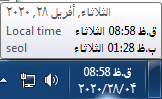 الثلاثاء, أفريل ٢٨, ٢٠٢٠
Local time الثلاثاء 08:58 ق.ظ
seol الثلاثاء 01:28 ب.ظ
08:58 ق.ظ
٢٠٢٠/٢٨/٠٤